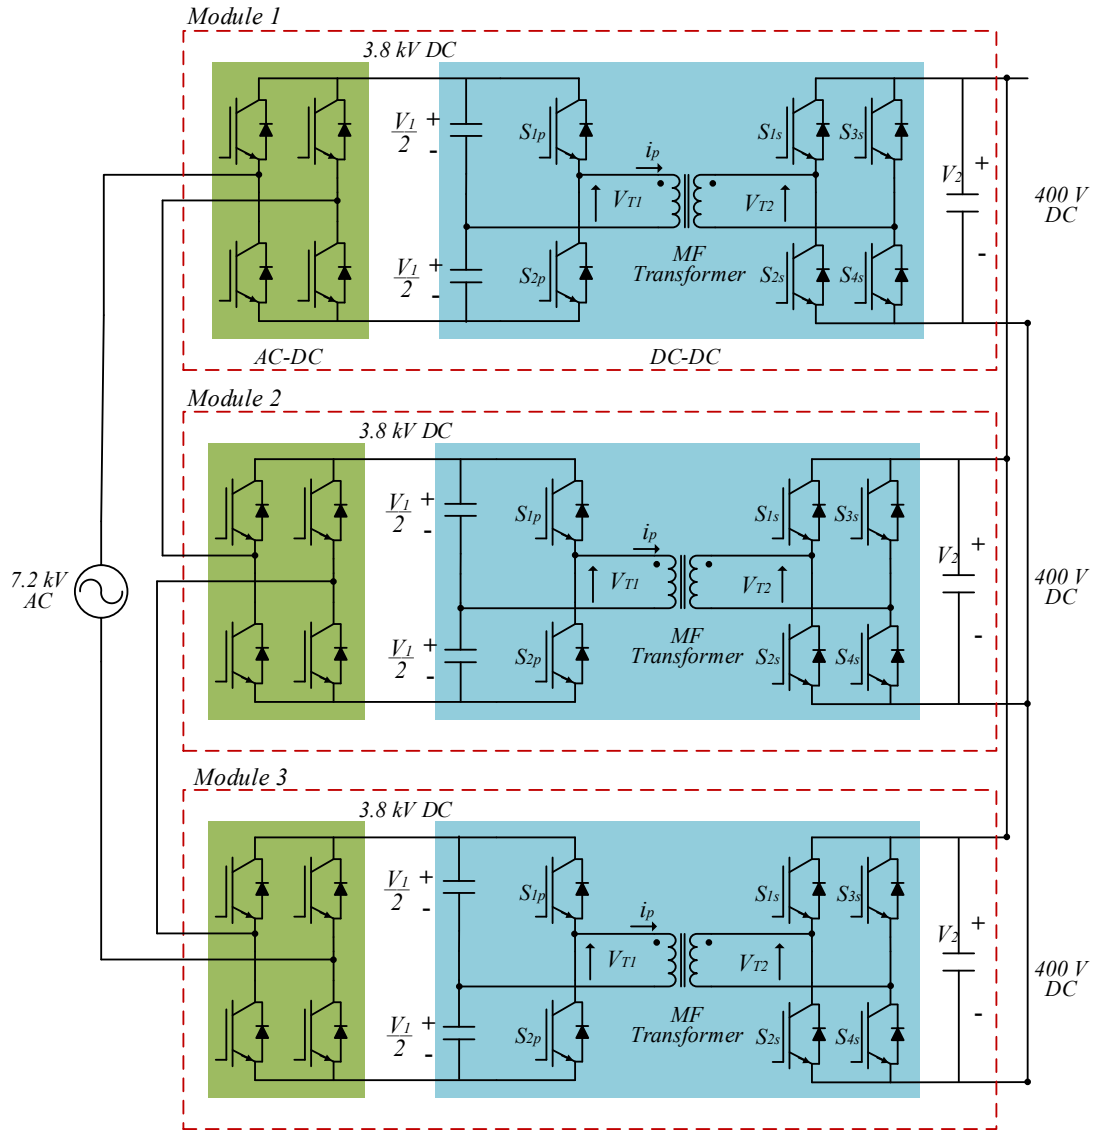 Module 1
3.8 kV DC
V1
2
+
-
S1p
ip
VT1
VT2
S1s
S3s
V2
+
-
400 V
DC
V1
2
+
-
S2p
MF
Transformer
S2s
S4s
AC-DC
DC-DC
Module 2
3.8 kV DC
V1
2
+
-
S1p
ip
VT1
VT2
S1s
S3s
V2
+
-
7.2 kV
AC
400 V
DC
V1
2
+
-
S2p
MF
Transformer
S2s
S4s
Module 3
3.8 kV DC
V1
2
+
-
S1p
ip
VT1
VT2
S1s
S3s
V2
+
-
400 V
DC
V1
2
+
-
S2p
MF
Transformer
S2s
S4s